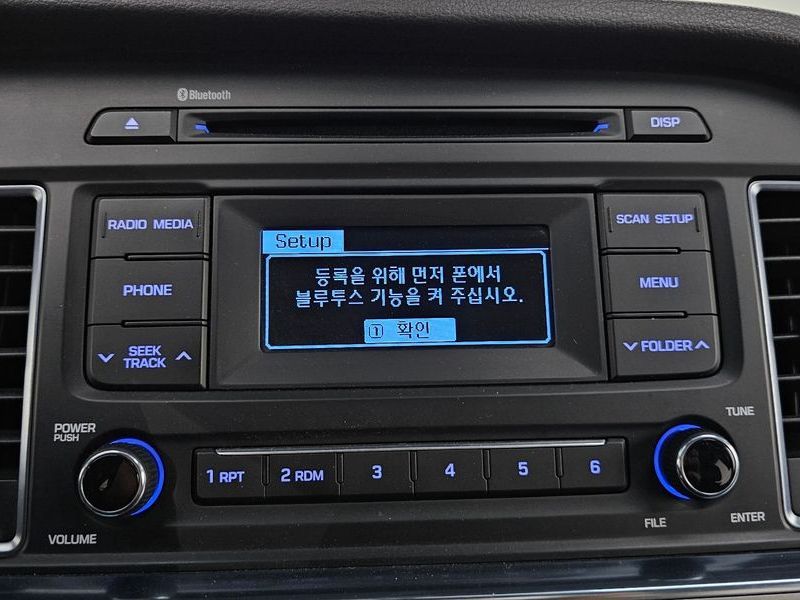 Bluetooth
DISP
RADIO MEDIA
SCAN SETUP
Setup
등록을 위해 먼저 폰에서
블루투스 기능을 켜 주십시오.
1 확인
PHONE
MENU
SEEK
TRACK
FOLDER
POWER
PUSH
TUNE
1 RPT
2 RDM
3
4
5
6
VOLUME
FILE
ENTER